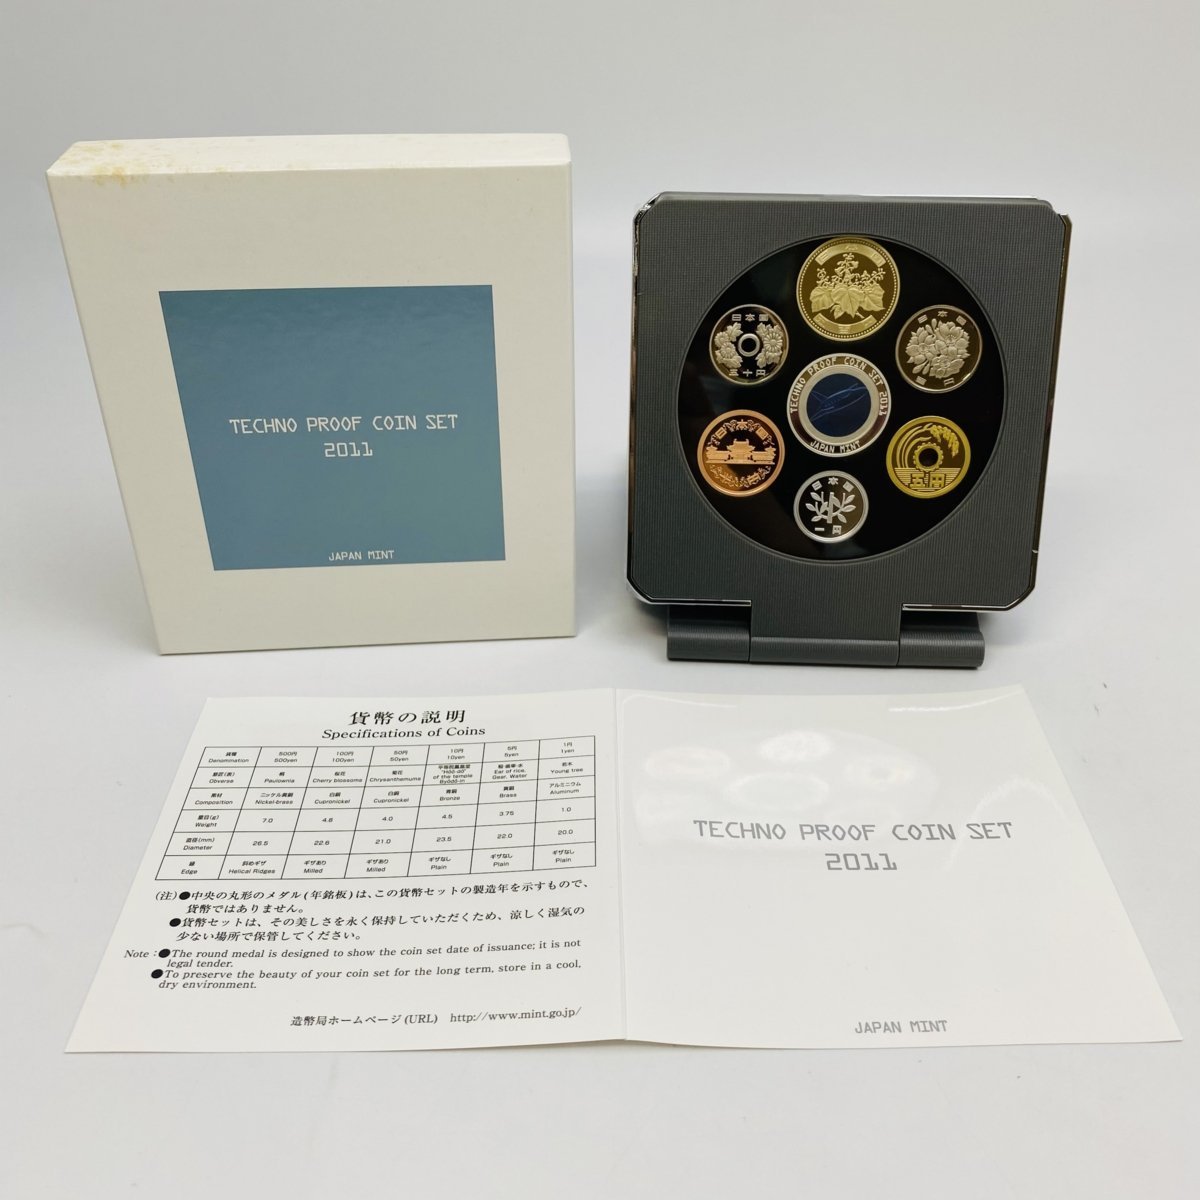 TECHNO PROOF COIN SET
2011
JAPAN MINT
日本国
五十円
日本国
TECHNO PROOF COIN SET 2011
JAPAN MINT
日本国
五円
日本国
一円
貨幣の説明
Specifications of Coins
貨種 Denomination 500円 500yen 100円 100yen 50円 50yen 10円 10yen 5円 5yen 1円 1yen
図匠(表) Obverse 桐 Paulownia 桜花 Cherry blossoms 菊花 Chrysanthemums 平等院鳳凰堂 "Hōō-dō" of the temple Byōdō-in 稲・歯車・水 Ear of rice, Gear, Water 若木 Young tree
素材 Composition ニッケル黄銅 Nickel-brass 白銅 Cupronickel 白銅 Cupronickel 青銅 Bronze 黄銅 Brass アルミニウム Aluminum
量目(g) Weight 7.0 4.8 4.0 4.5 3.75 1.0
直径(mm) Diameter 26.5 22.6 21.0 23.5 22.0 20.0
縁 Edge 斜めギザ Helical Ridges ギザあり Milled ギザあり Milled ギザなし Plain ギザなし Plain ギザなし Plain
(注)●中央の丸形のメダル(年銘板)は、この貨幣セットの製造年を示すもので、
貨幣ではありません。
●貨幣セットは、その美しさを永く保持していただくため、涼しく湿気の
少ない場所で保管してください。
Note：●The round medal is designed to show the coin set date of issuance; it is not
legal tender.
●To preserve the beauty of your coin set for the long term, store in a cool,
dry environment.
造幣局ホームページ(URL) http://www.mint.go.jp/
TECHNO PROOF COIN SET
2011
JAPAN MINT